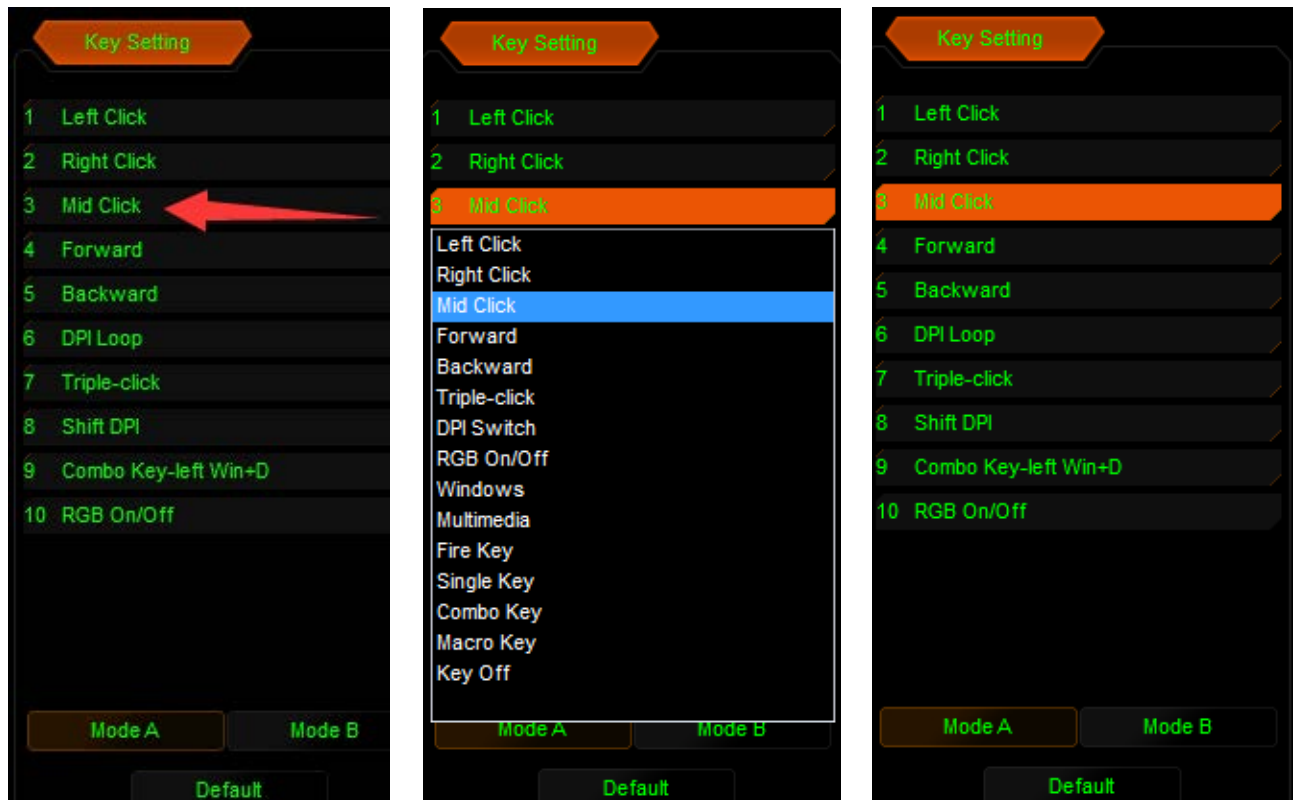 Key Setting
1 Left Click
2 Right Click
3 Mid Click
4 Forward
5 Backward
6 DPI Loop
7 Triple-click
8 Shift DPI
9 Combo Key-left Win+D
10 RGB On/Off
Mode A Mode B
Default
Key Setting
1 Left Click
2 Right Click
3 Mid Click
Left Click
Right Click
Mid Click
Forward
Backward
Triple-click
DPI Switch
RGB On/Off
Windows
Multimedia
Fire Key
Single Key
Combo Key
Macro Key
Key Off
Mode A Mode B
Default
Key Setting
1 Left Click
2 Right Click
3 Mid Click
4 Forward
5 Backward
6 DPI Loop
7 Triple-click
8 Shift DPI
9 Combo Key-left Win+D
10 RGB On/Off
Mode A Mode B
Default